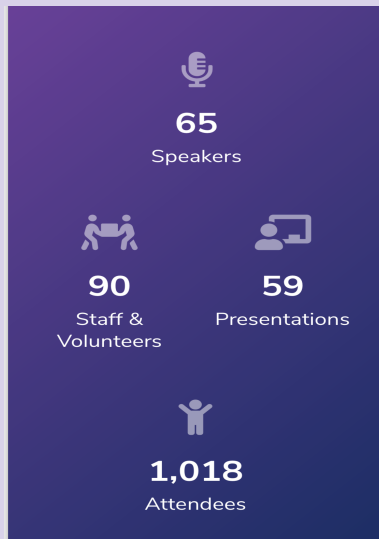 65
Speakers
90
Staff &
Volunteers
59
Presentations
1,018
Attendees